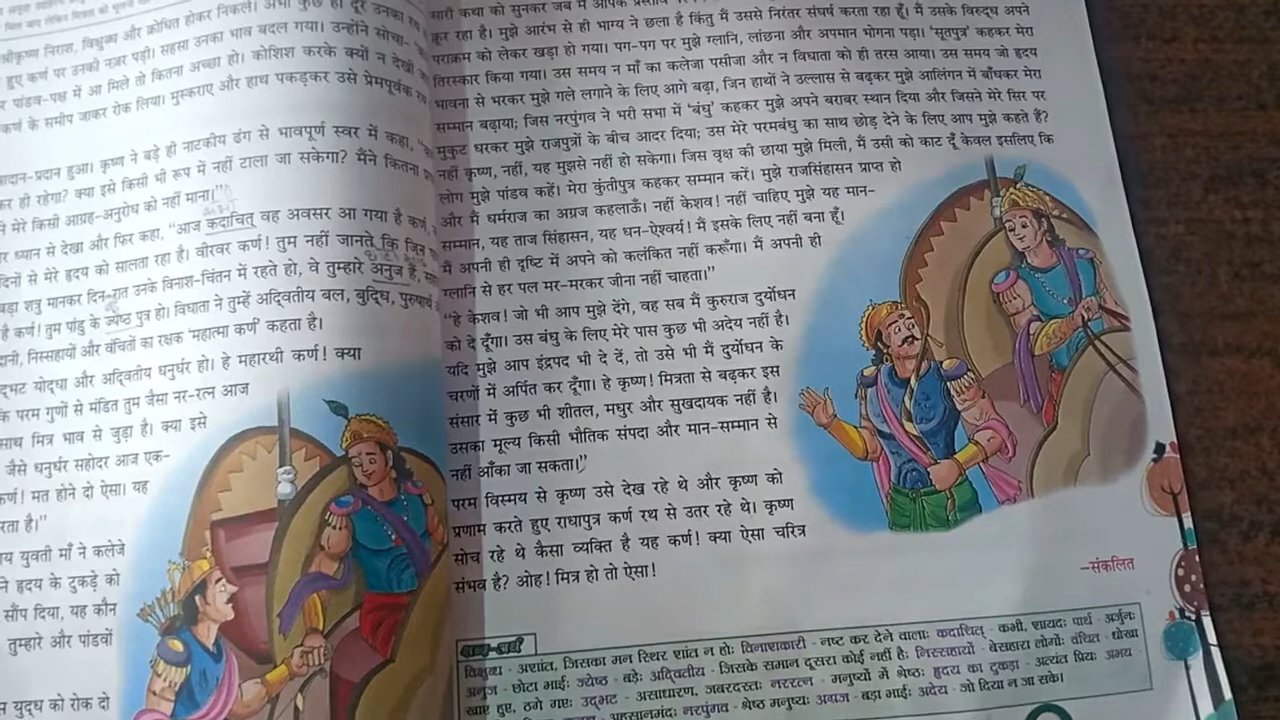 श्रीकृष्ण निराश, विक्षुब्ध और क्रोधित होकर निकले। अभी कुछ ही दूर उनका
हुए कर्ण पर उनकी नज़र पड़ी। सहसा उनका भाव बदल गया। उन्होंने सोचा-
पांडव-पक्ष में आ मिले तो कितना अच्छा हो। कोशिश करके क्यों न देखी
कर्ण के समीप जाकर रोक लिया। मुस्कराए और हाथ पकड़कर उसे प्रेमपूर्वक
आदान-प्रदान हुआ। कृष्ण ने बड़े ही नाटकीय ढंग से भावपूर्ण स्वर में कहा,
कर ही रहेगा? क्या इसे किसी भी रूप में नहीं टाला जा सकेगा? मैंने कितना
ने मेरे किसी आग्रह-अनुरोध को नहीं माना।"
ध्यान से देखा और फिर कहा, "आज कदाचित् वह अवसर आ गया है कर्ण,
दिनों से मेरे हृदय को सालता रहा है। वीरवर कर्ण! तुम नहीं जानते कि जिन
बड़ा शत्रु मानकर दिन-रात उनके विनाश-चिंतन में रहते हो, वे तुम्हारे अनुज हैं,
है कर्ण! तुम पांडु के ज्येष्ठ पुत्र हो। विधाता ने तुम्हें अद्वितीय बल, बुद्धि, पुरुषार्थ
दानी, निस्सहायों और वंचितों का रक्षक 'महात्मा कर्ण' कहता है।
उद्भट योद्धा और अद्वितीय धनुर्धर हो। हे महारथी कर्ण! क्या
के परम गुणों से मंडित तुम जैसा नर-रत्न आज
साथ मित्र भाव से जुड़ा है। क्या इसे
जैसे धनुर्धर सहोदर आज एक-
कर्ण! मत होने दो ऐसा। यह
रता है।"
युवती माँ ने कलेजे
ने हृदय के टुकड़े को
सौंप दिया, यह कौन
तुम्हारे और पांडवों
युद्ध को रोक दो
सारी कथा को सुनकर जब मैं आपके
कर रहा है। मुझे आरंभ से ही भाग्य ने छला है किंतु मैं उससे निरंतर संघर्ष करता रहा हूँ। मैं उसके विरुद्ध अपने
पराक्रम को लेकर खड़ा हो गया। पग-पग पर मुझे ग्लानि, लांछना और अपमान भोगना पड़ा। 'सूतपुत्र' कहकर मेरा
तिरस्कार किया गया। उस समय न माँ का कलेजा पसीजा और न विधाता को ही तरस आया। उस समय जो हृदय
भावना से भरकर मुझे गले लगाने के लिए आगे बढ़ा, जिन हाथों ने उल्लास से बढ़कर मुझे आलिंगन में बाँधकर मेरा
सम्मान बढ़ाया; जिस नरपुंगव ने भरी सभा में 'बंधु' कहकर मुझे अपने बराबर स्थान दिया और जिसने मेरे सिर पर
मुकुट धरकर मुझे राजपुत्रों के बीच आदर दिया; उस मेरे परमबंधु का साथ छोड़ देने के लिए आप मुझे कहते हैं?
नहीं कृष्ण, नहीं, यह मुझसे नहीं हो सकेगा। जिस वृक्ष की छाया मुझे मिली, मैं उसी को काट दूँ केवल इसलिए कि
लोग मुझे पांडव कहें। मेरा कुंतीपुत्र कहकर सम्मान करें। मुझे राजसिंहासन प्राप्त हो
और मैं धर्मराज का अग्रज कहलाऊँ। नहीं केशव! नहीं चाहिए मुझे यह मान-
सम्मान, यह ताज सिंहासन, यह धन-ऐश्वर्य! मैं इसके लिए नहीं बना हूँ।
मैं अपनी ही दृष्टि में अपने को कलंकित नहीं करूँगा। मैं अपनी ही
ग्लानि से हर पल मर-मरकर जीना नहीं चाहता।"
"हे केशव! जो भी आप मुझे देंगे, वह सब मैं कुरुराज दुर्योधन
को दे दूँगा। उस बंधु के लिए मेरे पास कुछ भी अदेय नहीं है।
यदि मुझे आप इंद्रपद भी दे दें, तो उसे भी मैं दुर्योधन के
चरणों में अर्पित कर दूँगा। हे कृष्ण! मित्रता से बढ़कर इस
संसार में कुछ भी शीतल, मधुर और सुखदायक नहीं है।
उसका मूल्य किसी भौतिक संपदा और मान-सम्मान से
नहीं आँका जा सकता।"
परम विस्मय से कृष्ण उसे देख रहे थे और कृष्ण को
प्रणाम करते हुए राधापुत्र कर्ण रथ से उतर रहे थे। कृष्ण
सोच रहे थे कैसा व्यक्ति है यह कर्ण! क्या ऐसा चरित्र
संभव है? ओह! मित्र हो तो ऐसा!
-संकलित
शब्द-अर्थ
विक्षुब्ध - अशांत, जिसका मन स्थिर शांत न हो; विनाशकारी - नष्ट कर देने वाला; कदाचित् - कभी, शायद; पार्थ - अर्जुन;
अनुज - छोटा भाई; ज्येष्ठ - बड़े; अद्वितीय - जिसके समान दूसरा कोई नहीं है; निस्सहायों - बेसहारा लोगों; वंचित - धोखा
खाए हुए, ठगे गए; उद्भट - असाधारण, जबरदस्त; नररत्न - मनुष्यों में श्रेष्ठ; हृदय का टुकड़ा - अत्यंत प्रिय; अभय -
अहसानमंद; नरपुंगव - श्रेष्ठ मनुष्य; अग्रज - बड़ा भाई; अदेय - जो दिया न जा सके।